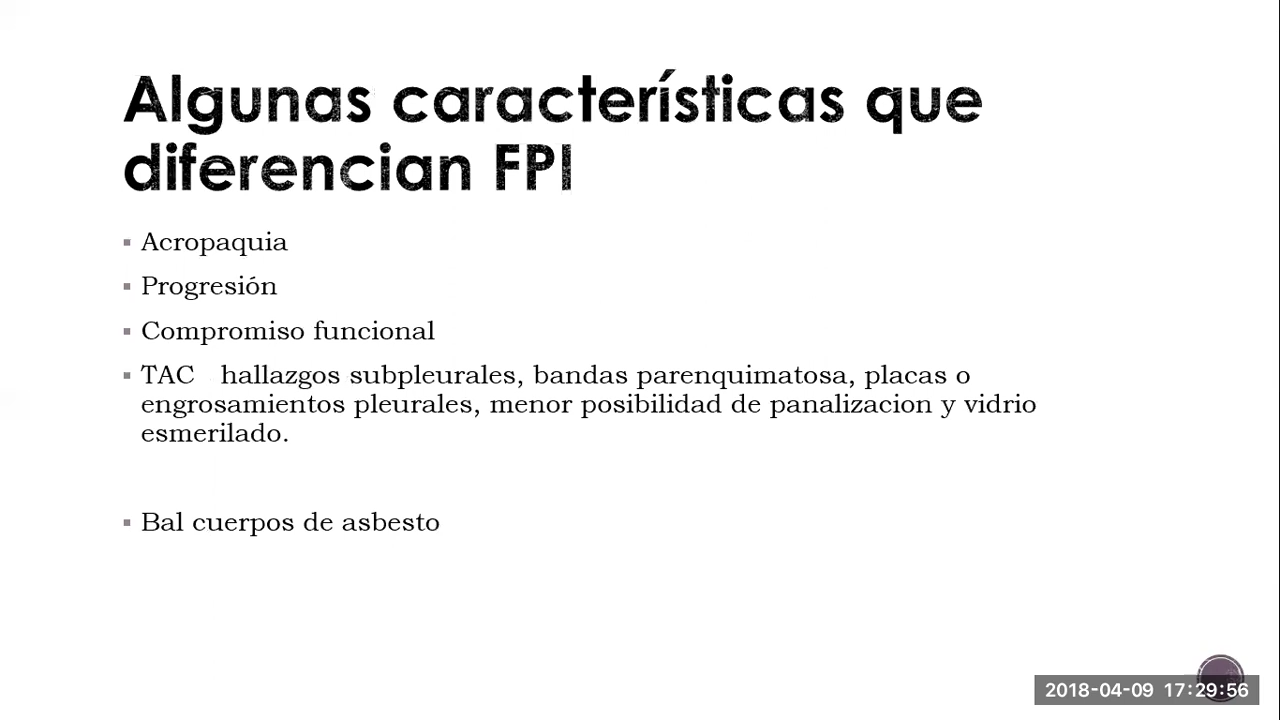 Algunas características que
diferencian FPI
Acropaquia
Progresión
Compromiso funcional
TAC hallazgos subpleurales, bandas parenquimatosa, placas o
engrosamientos pleurales, menor posibilidad de panalizacion y vidrio
esmerilado.
Bal cuerpos de asbesto
2018-04-09 17:29:56